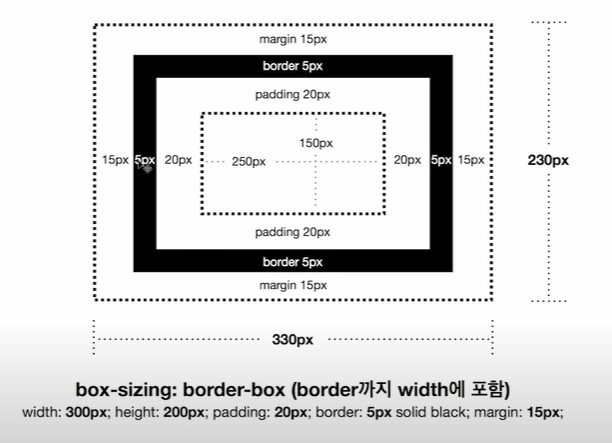 margin 15px
border 5px
padding 20px
150px
15px 5px 20px 250px 20px 5px 15px
230px
padding 20px
border 5px
margin 15px
330px
box-sizing: border-box (border까지 width에 포함)
width: 300px; height: 200px; padding: 20px; border: 5px solid black; margin: 15px;